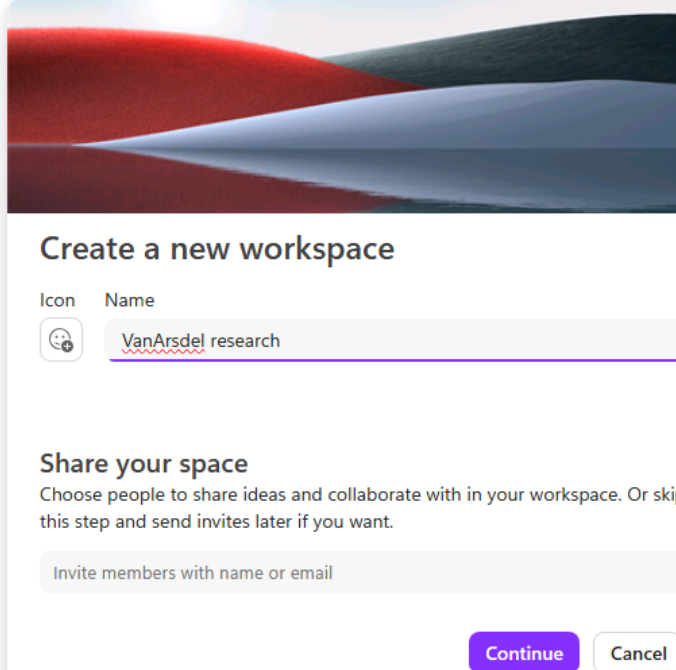 Create a new workspace
Icon Name
VanArsdel research
Share your space
Choose people to share ideas and collaborate with in your workspace. Or
this step and send invites later if you want.
Invite members with name or email
Continue Cancel